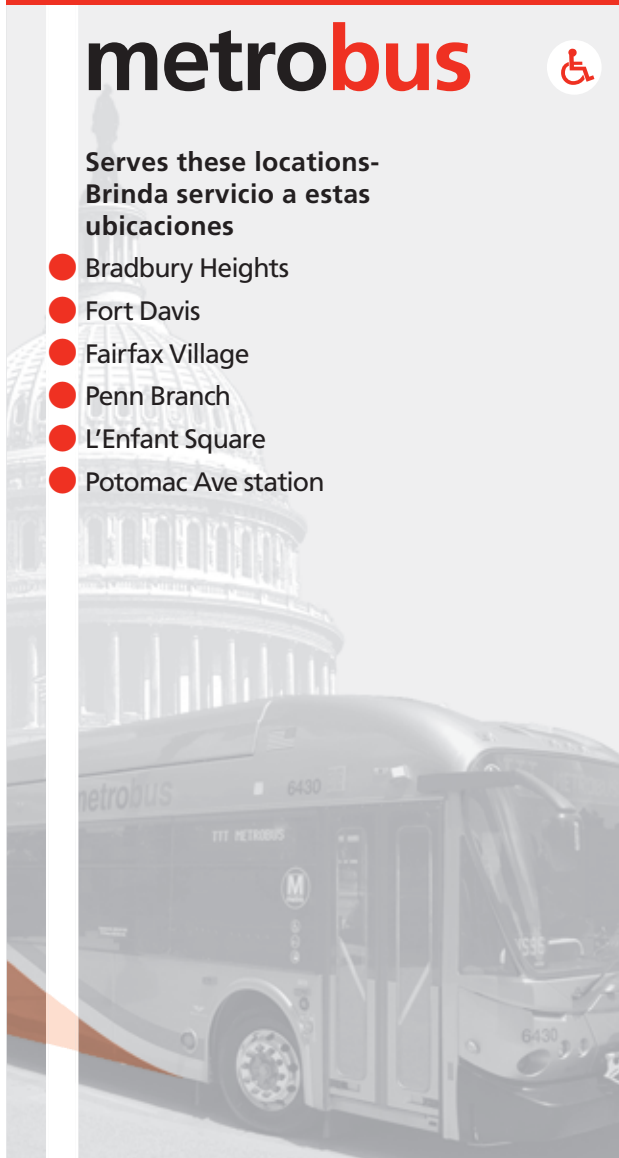 metrobus
Serves these locations-
Brinda servicio a estas
ubicaciones
Bradbury Heights
Fort Davis
Fairfax Village
Penn Branch
L’Enfant Square
Potomac Ave station
metrobus
6430
TTT METROBUS
M
6430